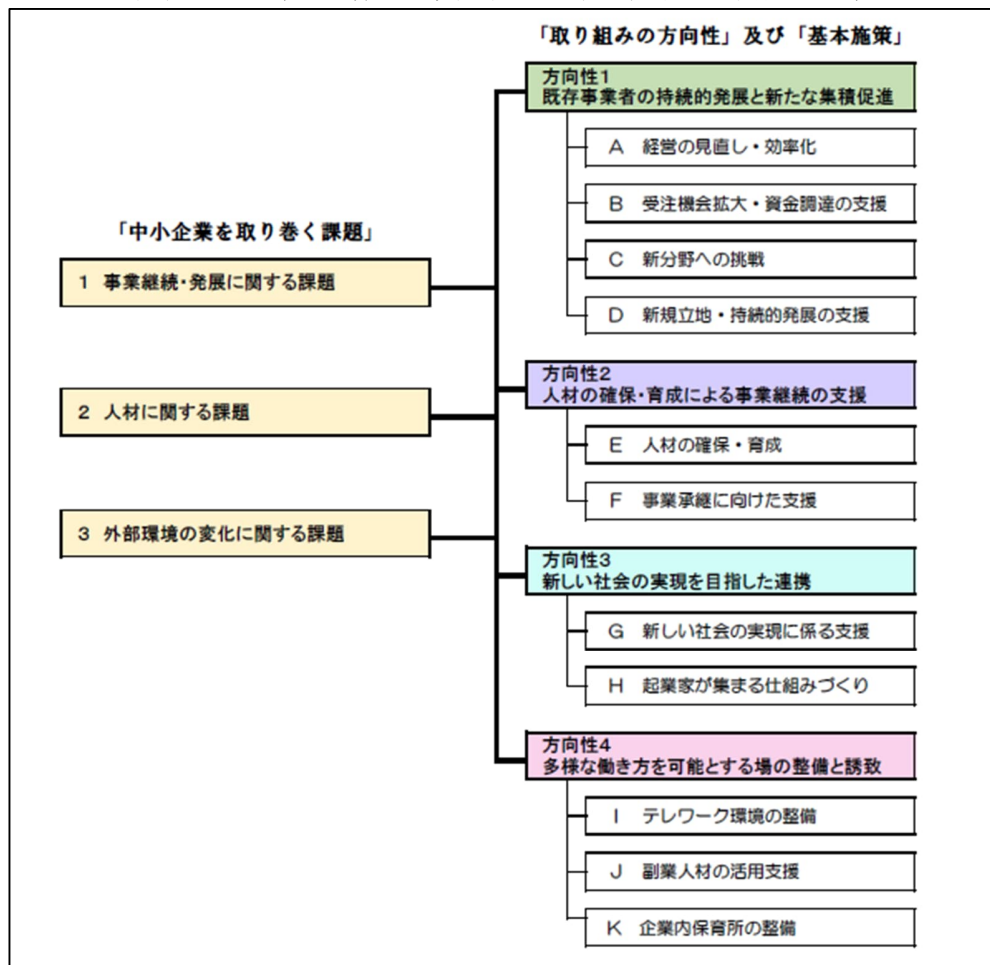 「取り組みの方向性」及び「基本施策」
方向性1
既存事業者の持続的発展と新たな集積促進
A 経営の見直し・効率化
B 受注機会拡大・資金調達の支援
C 新分野への挑戦
D 新規立地・持続的発展の支援
「中小企業を取り巻く課題」
1 事業継続・発展に関する課題
2 人材に関する課題
3 外部環境の変化に関する課題
方向性2
人材の確保・育成による事業継続の支援
E 人材の確保・育成
F 事業承継に向けた支援
方向性3
新しい社会の実現を目指した連携
G 新しい社会の実現に係る支援
H 起業家が集まる仕組みづくり
方向性4
多様な働き方を可能とする場の整備と誘致
I テレワーク環境の整備
J 副業人材の活用支援
K 企業内保育所の整備